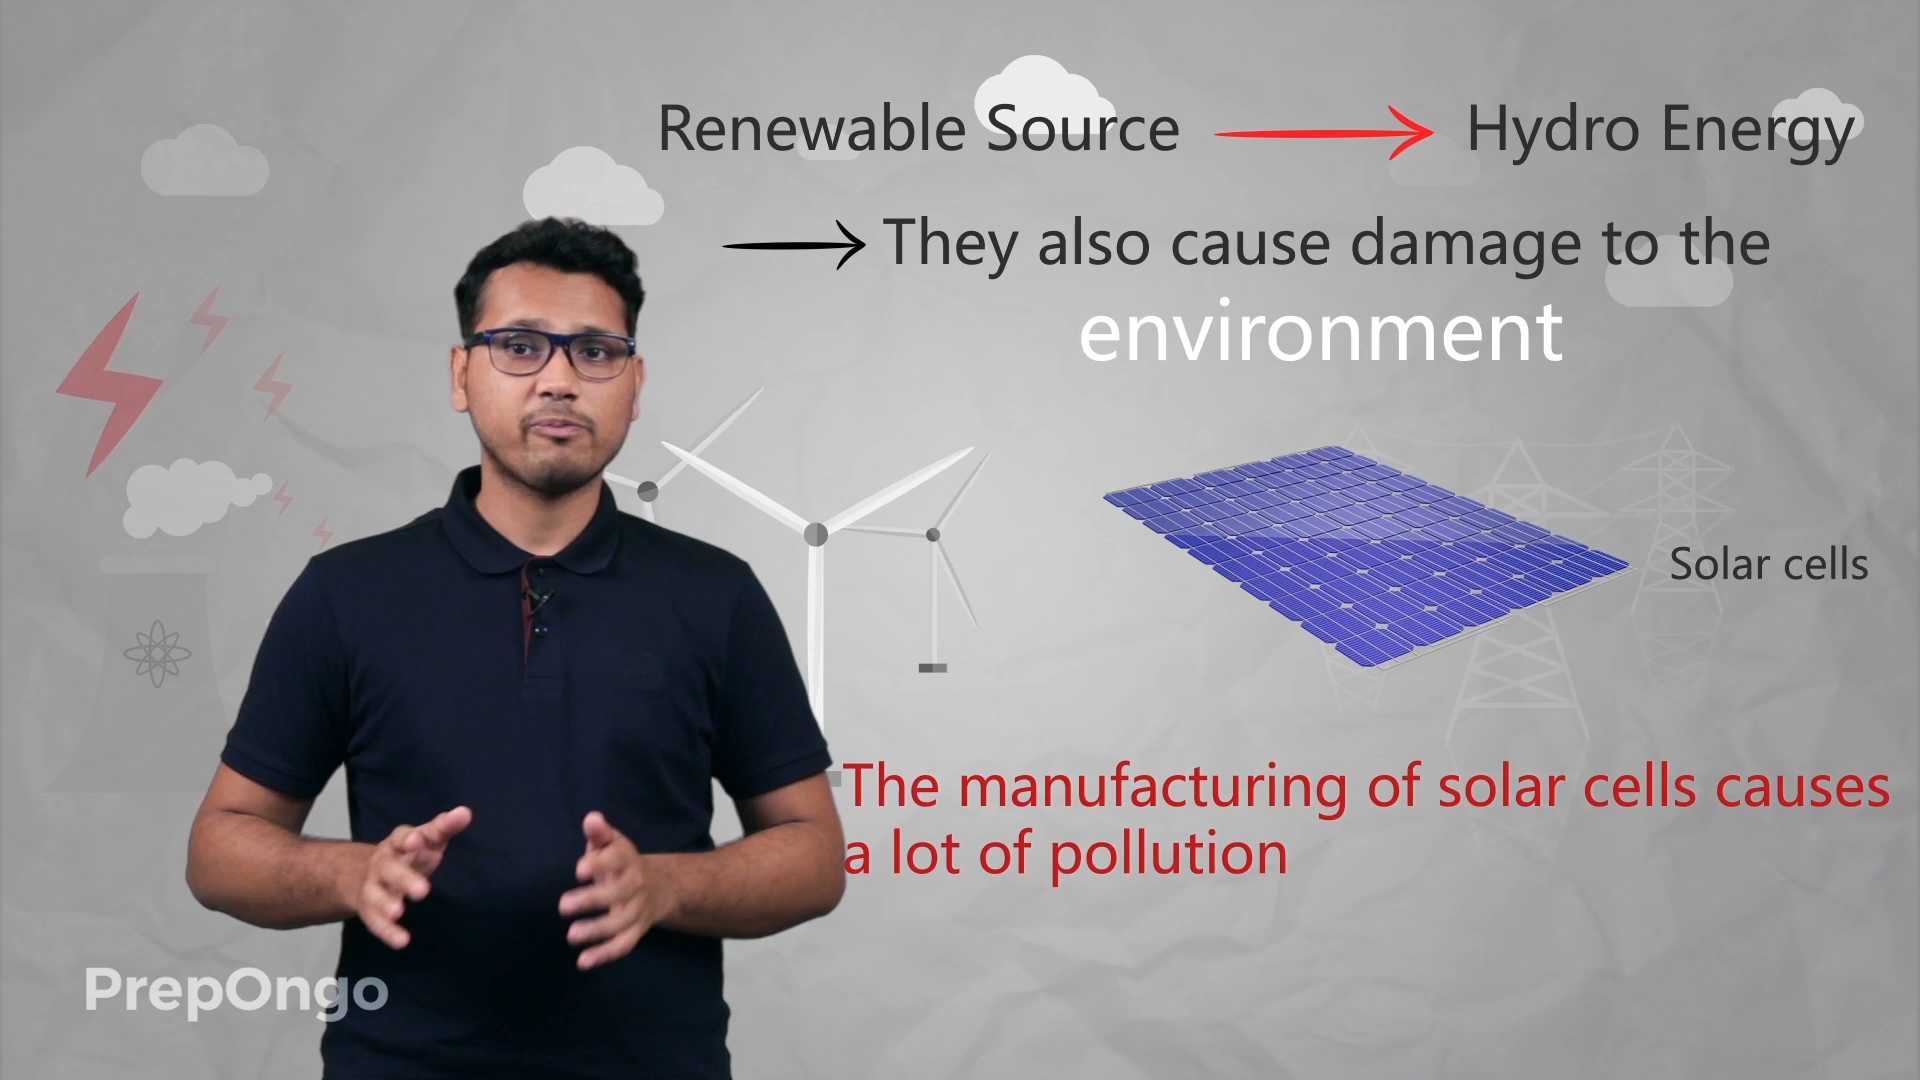 Renewable Source → Hydro Energy
→ They also cause damage to the
environment
Solar cells
The manufacturing of solar cells causes
a lot of pollution
PrepOngo